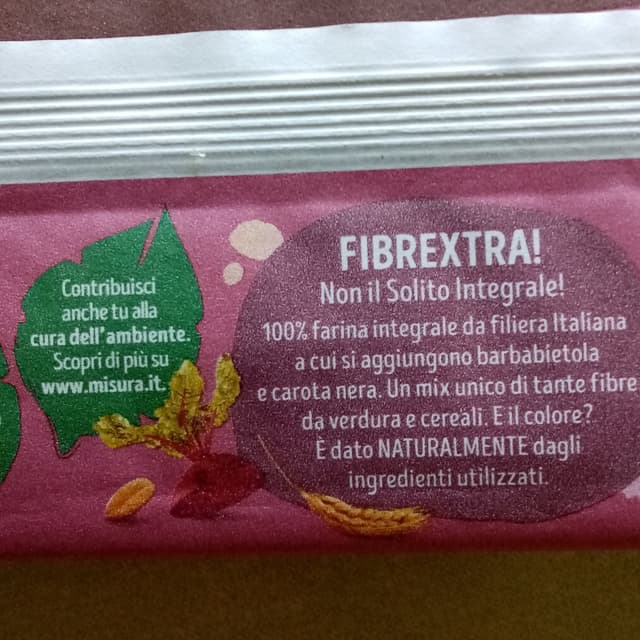 Contribuisci
anche tu alla
cura dell'ambiente.
Scopri di più su
www.misura.it.
FIBREXTRA!
Non il Solito Integrale!
100% farina integrale da filiera Italiana
a cui si aggiungono barbabietola
e carota nera. Un mix unico di tante fibre
da verdura e cereali. E il colore?
È dato NATURALMENTE dagli
ingredienti utilizzati.